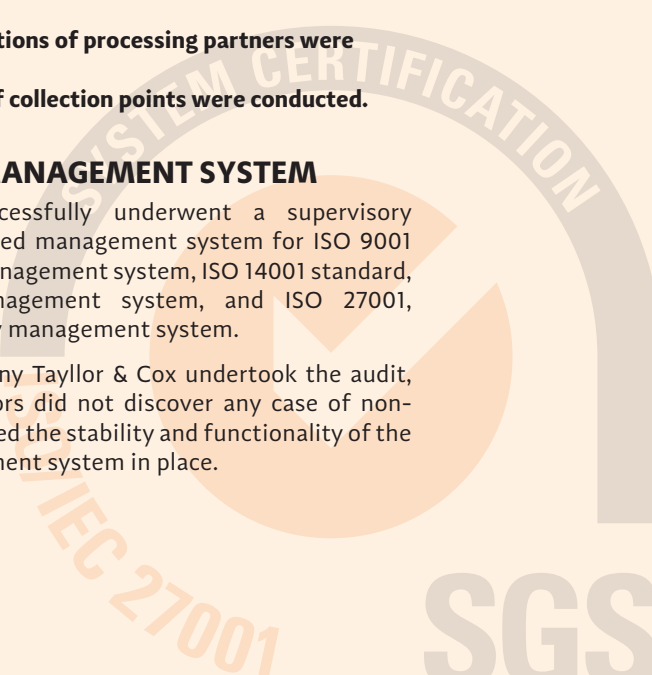 tions of processing partners were
f collection points were conducted.
ANAGEMENT SYSTEM
cessfully underwent a supervisory
ed management system for ISO 9001
nagement system, ISO 14001 standard,
nagement system, and ISO 27001,
y management system.
ny Tayllor & Cox undertook the audit,
ors did not discover any case of non-
ed the stability and functionality of the
ment system in place.
SYSTEM CERTIFICATION
ISO/IEC 27001
SGS